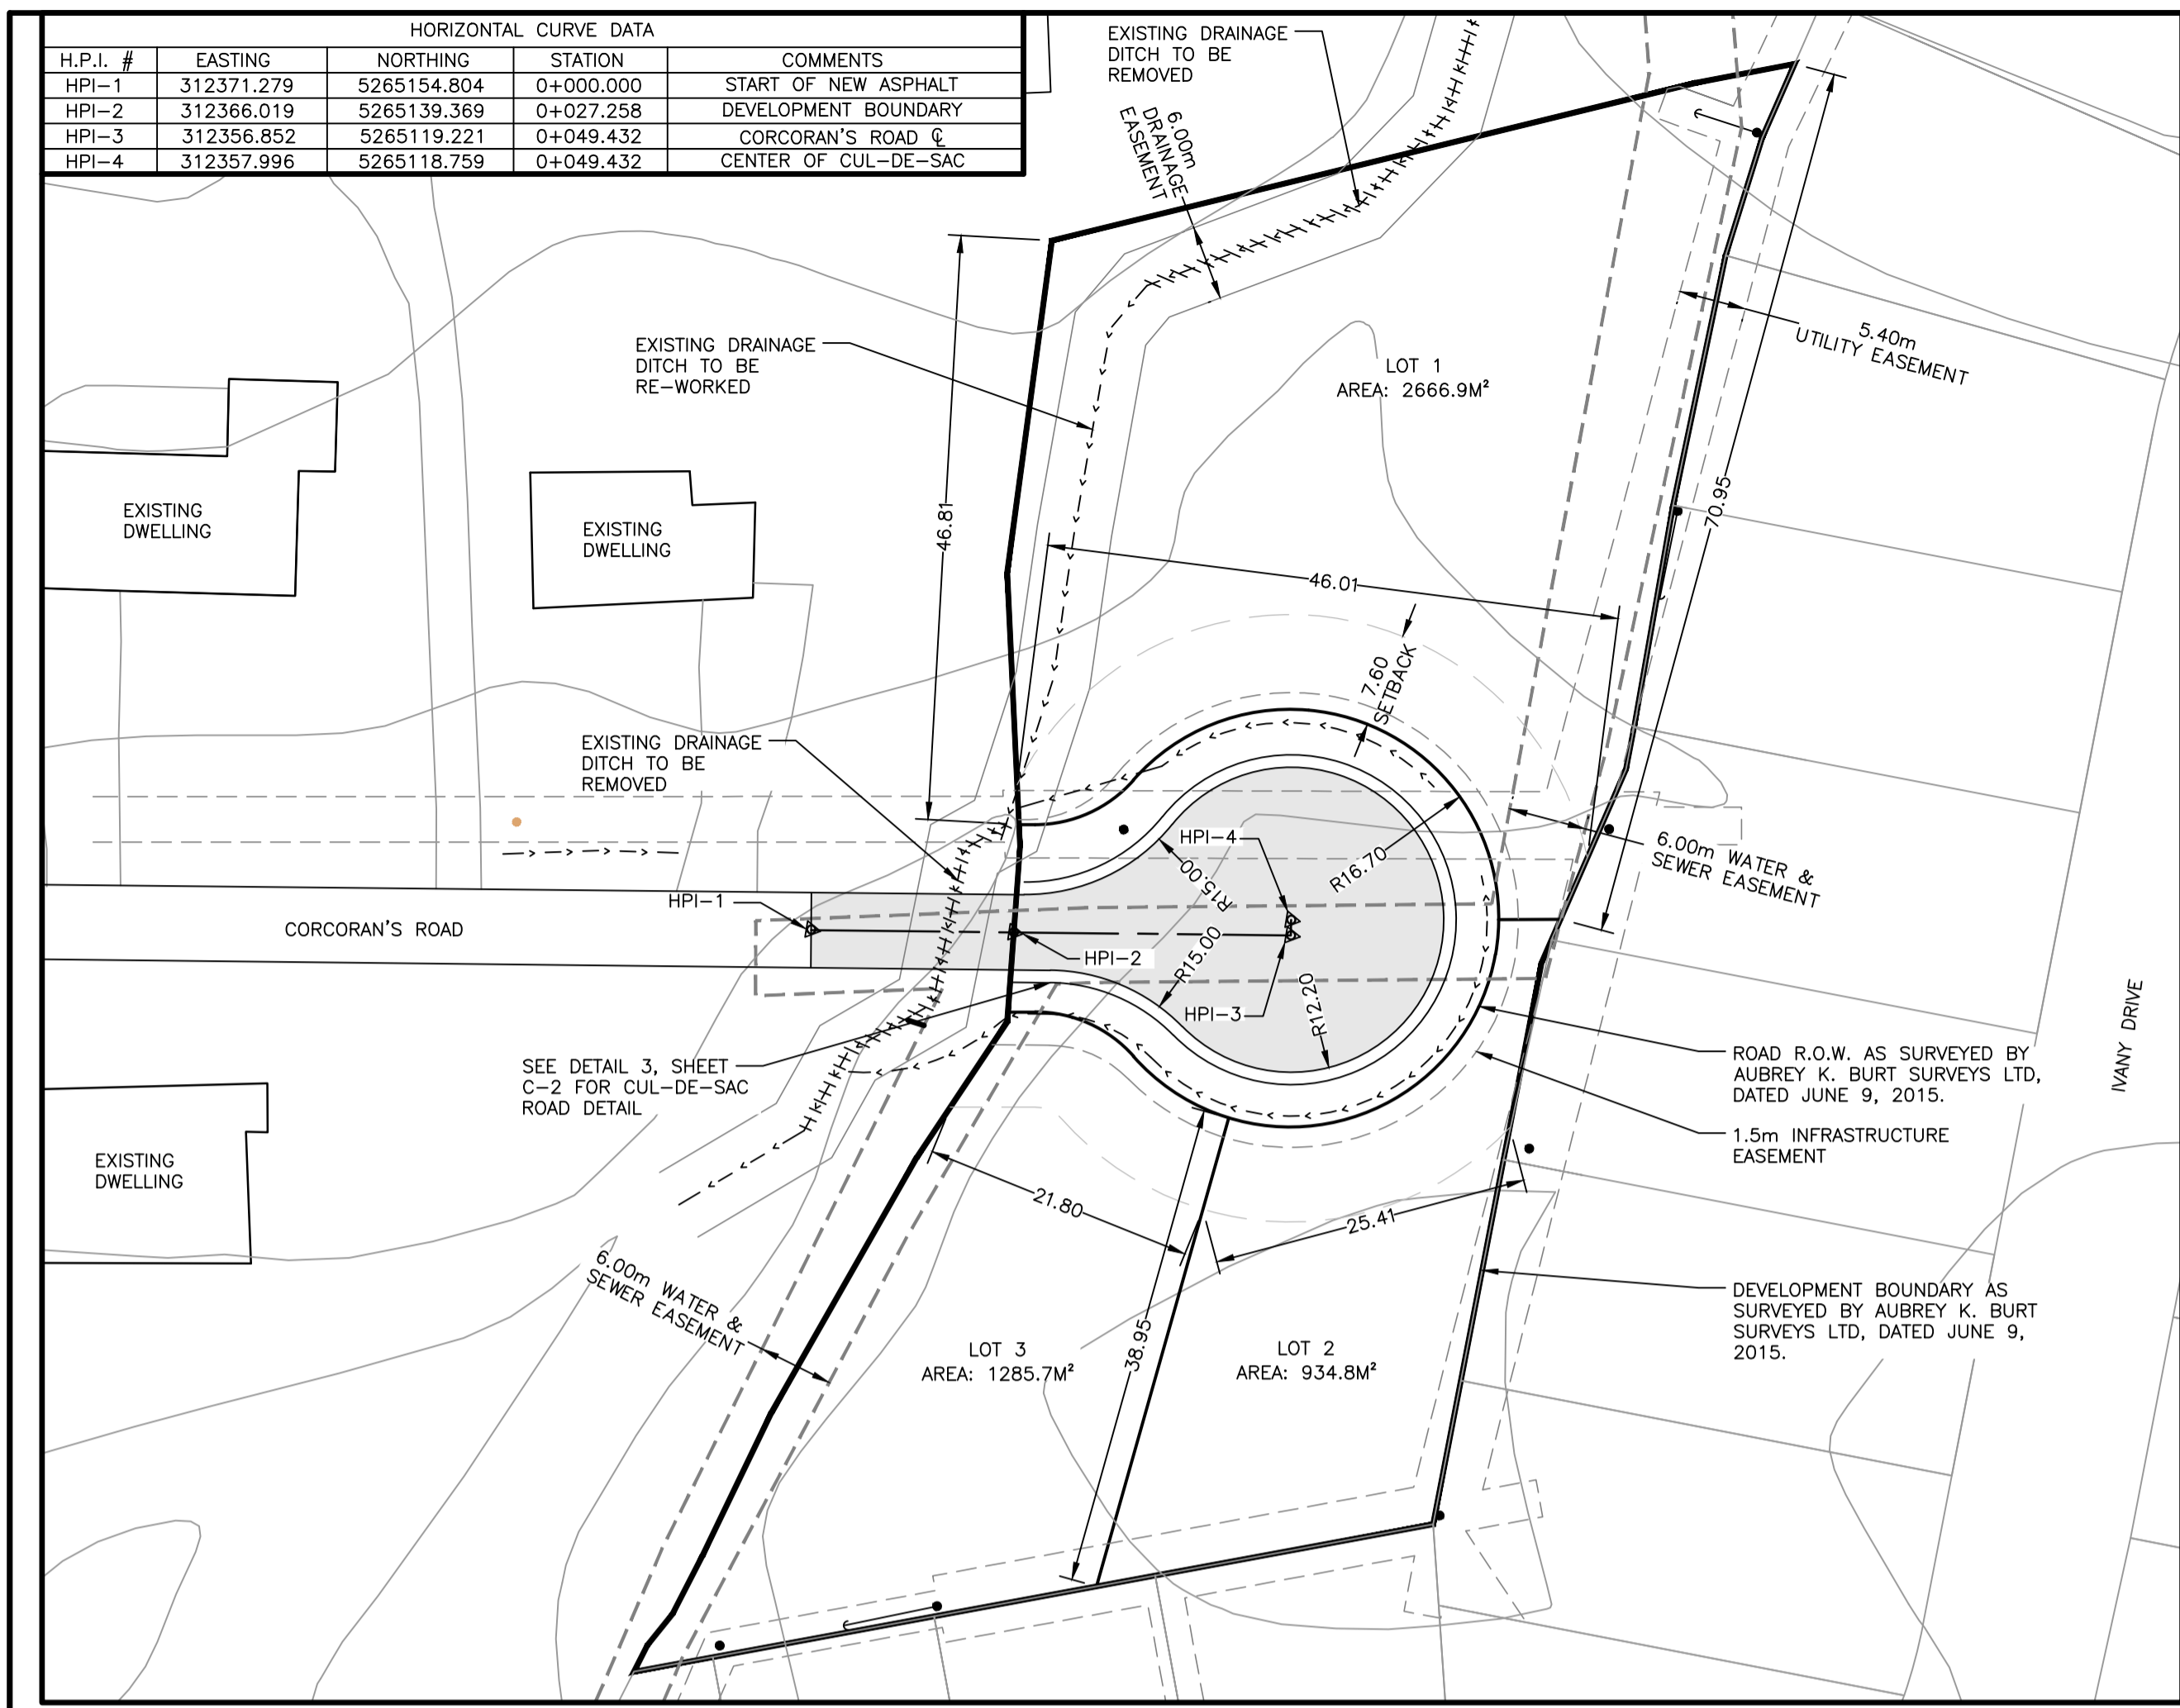 HORIZONTAL CURVE DATA
H.P.I. # EASTING NORTHING STATION COMMENTS
HPI-1 312371.279 5265154.804 0+000.000 START OF NEW ASPHALT
HPI-2 312366.019 5265139.369 0+027.258 DEVELOPMENT BOUNDARY
HPI-3 312356.852 5265119.221 0+049.432 CORCORAN'S ROAD ℄
HPI-4 312357.996 5265118.759 0+049.432 CENTER OF CUL-DE-SAC
EXISTING DRAINAGE
DITCH TO BE
REMOVED
6.00m
DRAINAGE
EASEMENT
5.40m
UTILITY EASEMENT
EXISTING DRAINAGE
DITCH TO BE
RE-WORKED
LOT 1
AREA: 2666.9M²
EXISTING
DWELLING
EXISTING
DWELLING
46.81
70.95
46.01
7.60
SETBACK
EXISTING DRAINAGE
DITCH TO BE
REMOVED
HPI-4
R16.70
R15.00
6.00m WATER &
SEWER EASEMENT
HPI-1
CORCORAN'S ROAD
HPI-2
R15.00
HPI-3
R12.20
IVANY DRIVE
SEE DETAIL 3, SHEET
C-2 FOR CUL-DE-SAC
ROAD DETAIL
ROAD R.O.W. AS SURVEYED BY
AUBREY K. BURT SURVEYS LTD,
DATED JUNE 9, 2015.
1.5m INFRASTRUCTURE
EASEMENT
EXISTING
DWELLING
21.80
25.41
6.00m WATER &
SEWER EASEMENT
DEVELOPMENT BOUNDARY AS
SURVEYED BY AUBREY K. BURT
SURVEYS LTD, DATED JUNE 9,
2015.
38.95
LOT 3
AREA: 1285.7M²
LOT 2
AREA: 934.8M²